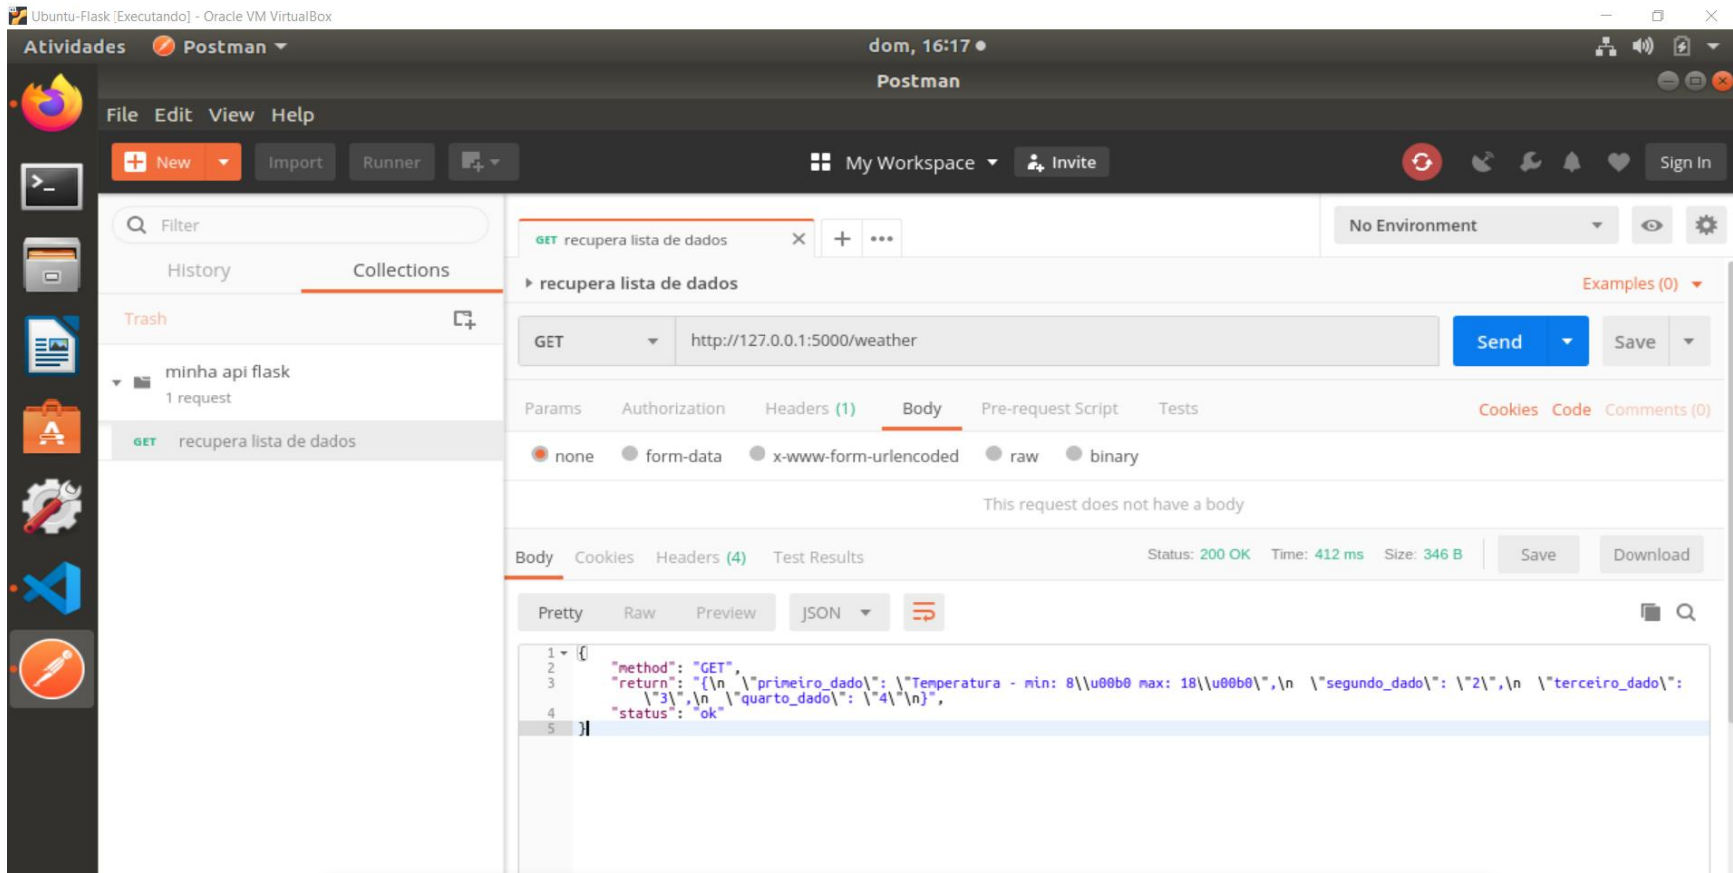 Ubuntu-Flask [Executando] - Oracle VM VirtualBox
Atividades Postman dom, 16:17
Postman
File Edit View Help
New Import Runner My Workspace Invite Sign In
Filter
History Collections
Trash
minha api flask
1 request
GET recupera lista de dados
GET recupera lista de dados
No Environment
recupera lista de dados Examples (0)
GET http://127.0.0.1:5000/weather Send Save
Params Authorization Headers (1) Body Pre-request Script Tests Cookies Code Comments (0)
none form-data x-www-form-urlencoded raw binary
This request does not have a body
Body Cookies Headers (4) Test Results Status: 200 OK Time: 412 ms Size: 346 B Save Download
Pretty Raw Preview JSON
1 {
2 "method": "GET",
3 "return": "{\n  \"primeiro_dado\": \"Temperatura - min: 8\\u00b0 max: 18\\u00b0\",\n  \"segundo_dado\": \"2\",\n  \"terceiro_dado\":
\"3\",\n  \"quarto_dado\": \"4\"\n}",
4 "status": "ok"
5 }